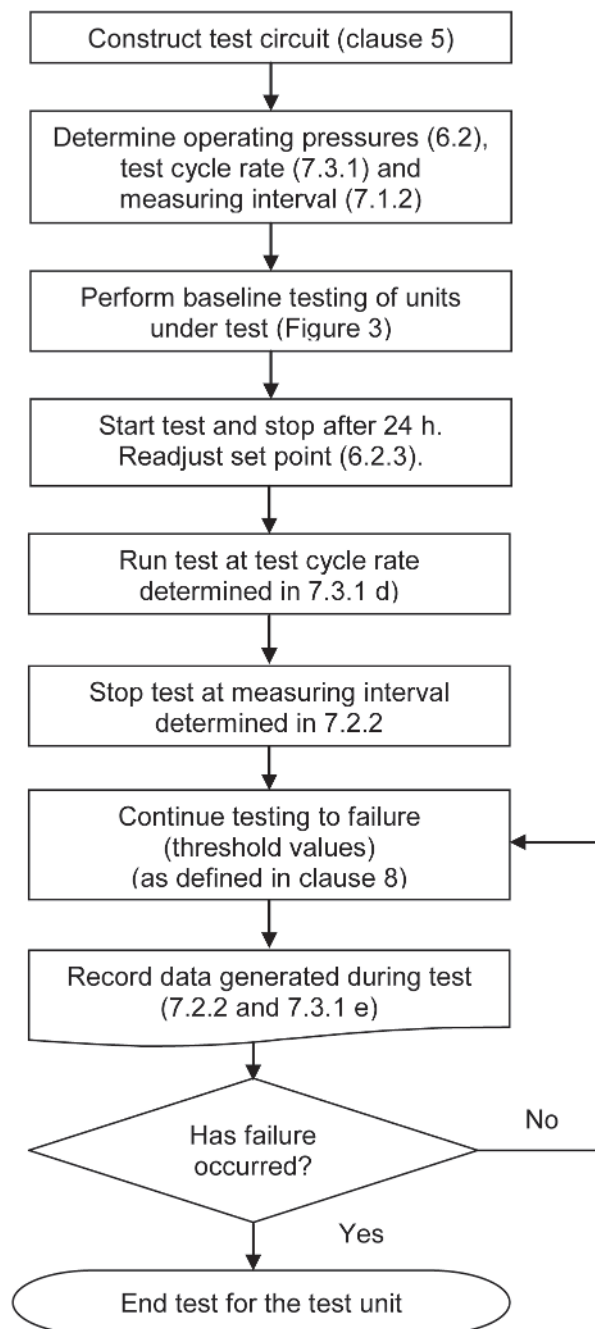 Construct test circuit (clause 5)
Determine operating pressures (6.2),
test cycle rate (7.3.1) and
measuring interval (7.1.2)
Perform baseline testing of units
under test (Figure 3)
Start test and stop after 24 h.
Readjust set point (6.2.3).
Run test at test cycle rate
determined in 7.3.1 d)
Stop test at measuring interval
determined in 7.2.2
Continue testing to failure
(threshold values)
(as defined in clause 8)
Record data generated during test
(7.2.2 and 7.3.1 e)
Has failure
occurred?
No
Yes
End test for the test unit